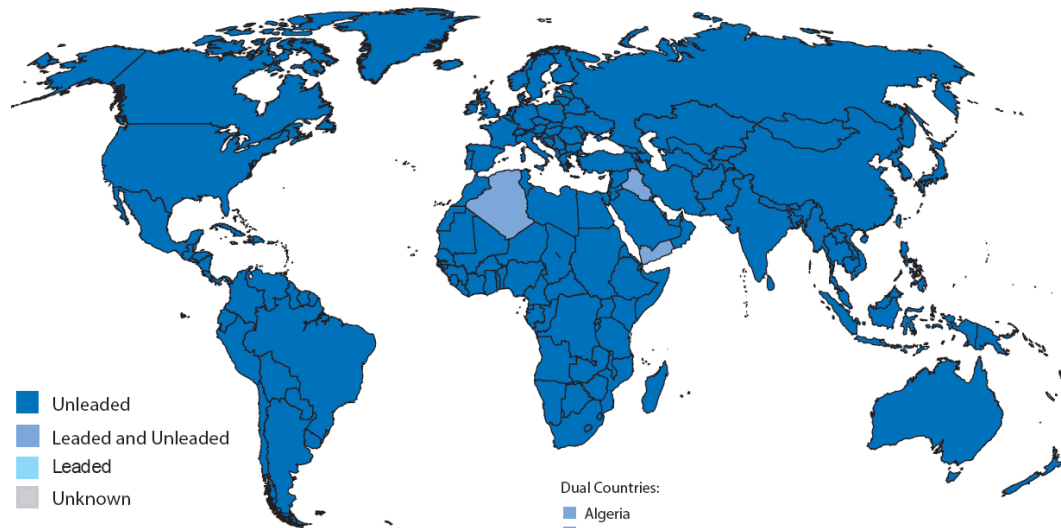 Unleaded
Leaded and Unleaded
Leaded
Unknown
Dual Countries:
Algeria